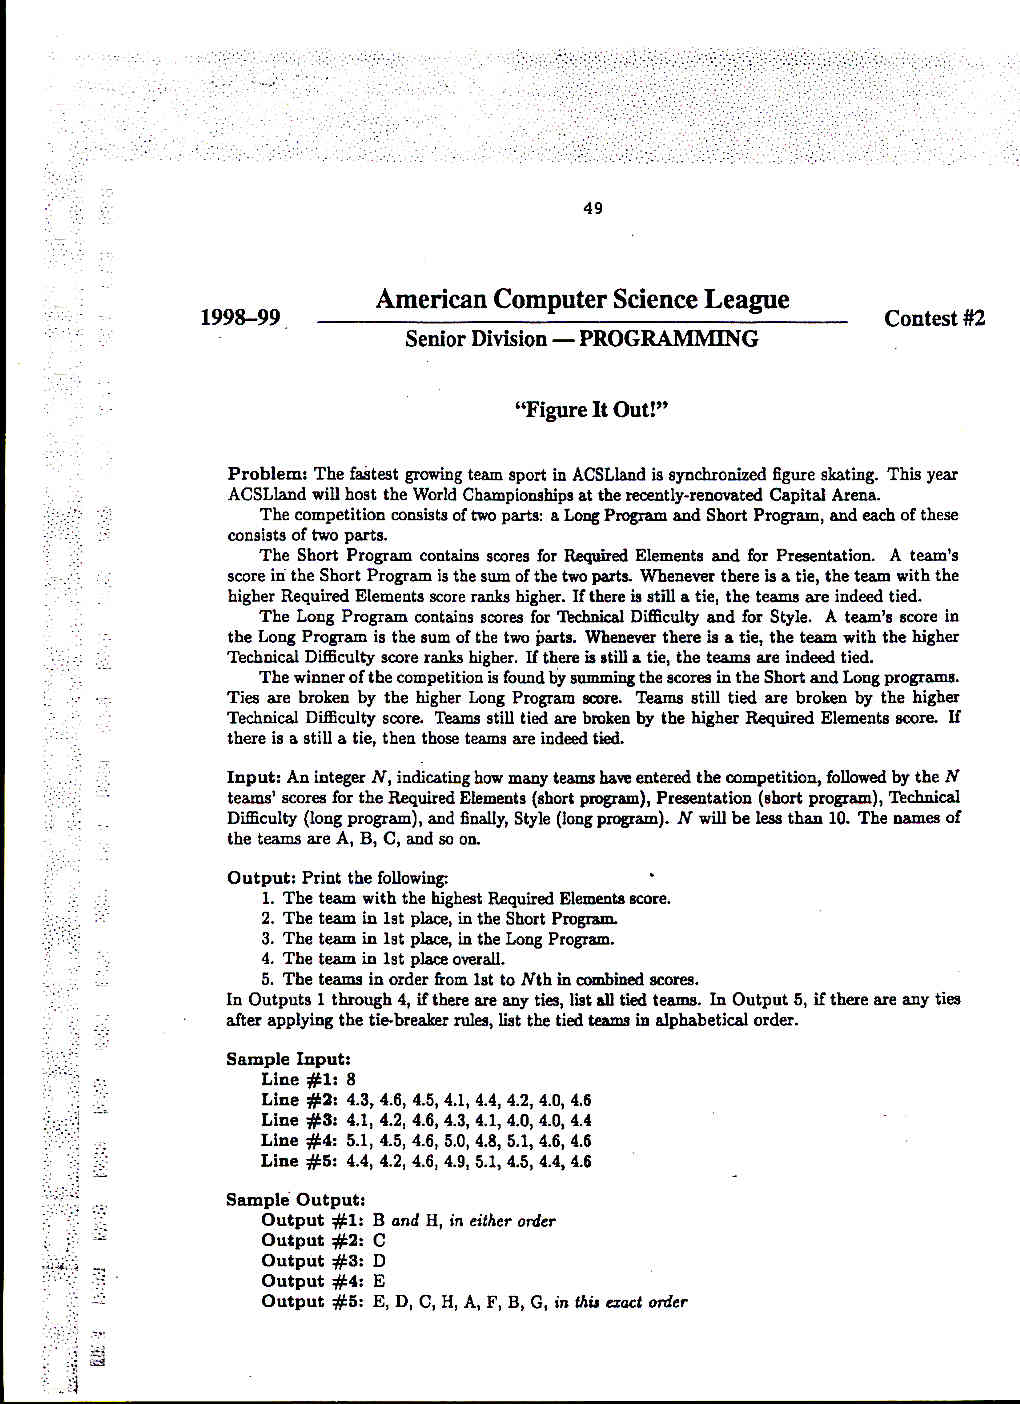 49
American Computer Science League
1998–99
Contest #2
Senior Division — PROGRAMMING
“Figure It Out!”
Problem: The fastest growing team sport in ACSLland is synchronized figure skating. This year
ACSLland will host the World Championships at the recently-renovated Capital Arena.
The competition consists of two parts: a Long Program and Short Program, and each of these
consists of two parts.
The Short Program contains scores for Required Elements and for Presentation. A team's
score in the Short Program is the sum of the two parts. Whenever there is a tie, the team with the
higher Required Elements score ranks higher. If there is still a tie, the teams are indeed tied.
The Long Program contains scores for Technical Difficulty and for Style. A team's score in
the Long Program is the sum of the two parts. Whenever there is a tie, the team with the higher
Technical Difficulty score ranks higher. If there is still a tie, the teams are indeed tied.
The winner of the competition is found by summing the scores in the Short and Long programs.
Ties are broken by the higher Long Program score. Teams still tied are broken by the higher
Technical Difficulty score. Teams still tied are broken by the higher Required Elements score. If
there is a still a tie, then those teams are indeed tied.
Input: An integer N, indicating how many teams have entered the competition, followed by the N
teams' scores for the Required Elements (short program), Presentation (short program), Technical
Difficulty (long program), and finally, Style (long program). N will be less than 10. The names of
the teams are A, B, C, and so on.
Output: Print the following:
1. The team with the highest Required Elements score.
2. The team in 1st place, in the Short Program.
3. The team in 1st place, in the Long Program.
4. The team in 1st place overall.
5. The teams in order from 1st to Nth in combined scores.
In Outputs 1 through 4, if there are any ties, list all tied teams. In Output 5, if there are any ties
after applying the tie-breaker rules, list the tied teams in alphabetical order.
Sample Input:
Line #1: 8
Line #2: 4.3, 4.6, 4.5, 4.1, 4.4, 4.2, 4.0, 4.6
Line #3: 4.1, 4.2, 4.6, 4.3, 4.1, 4.0, 4.0, 4.4
Line #4: 5.1, 4.5, 4.6, 5.0, 4.8, 5.1, 4.6, 4.6
Line #5: 4.4, 4.2, 4.6, 4.9, 5.1, 4.5, 4.4, 4.6
Sample Output:
Output #1: B and H, in either order
Output #2: C
Output #3: D
Output #4: E
Output #5: E, D, C, H, A, F, B, G, in this exact order